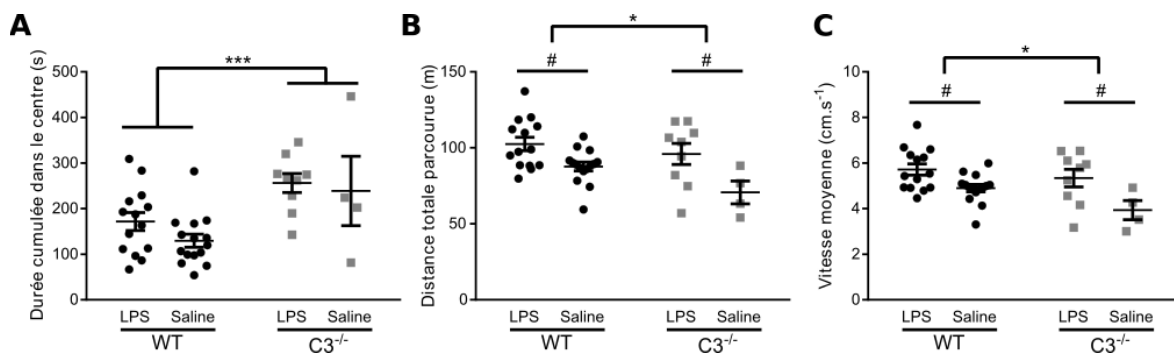 A
Durée cumulée dans le centre (s)
500
400
300
200
100
0
***
LPS Saline LPS Saline
WT C3-/-
B
Distance totale parcourue (m)
150
100
50
0
*
# #
LPS Saline LPS Saline
WT C3-/-
C
Vitesse moyenne (cm.s-1)
10
8
6
4
2
0
*
# #
LPS Saline LPS Saline
WT C3-/-